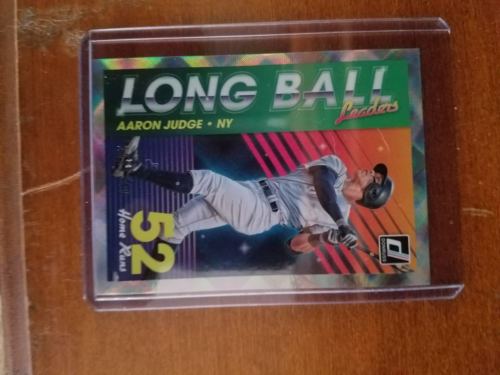 LONG BALL
Leaders
AARON JUDGE • NY
52
Home Runs